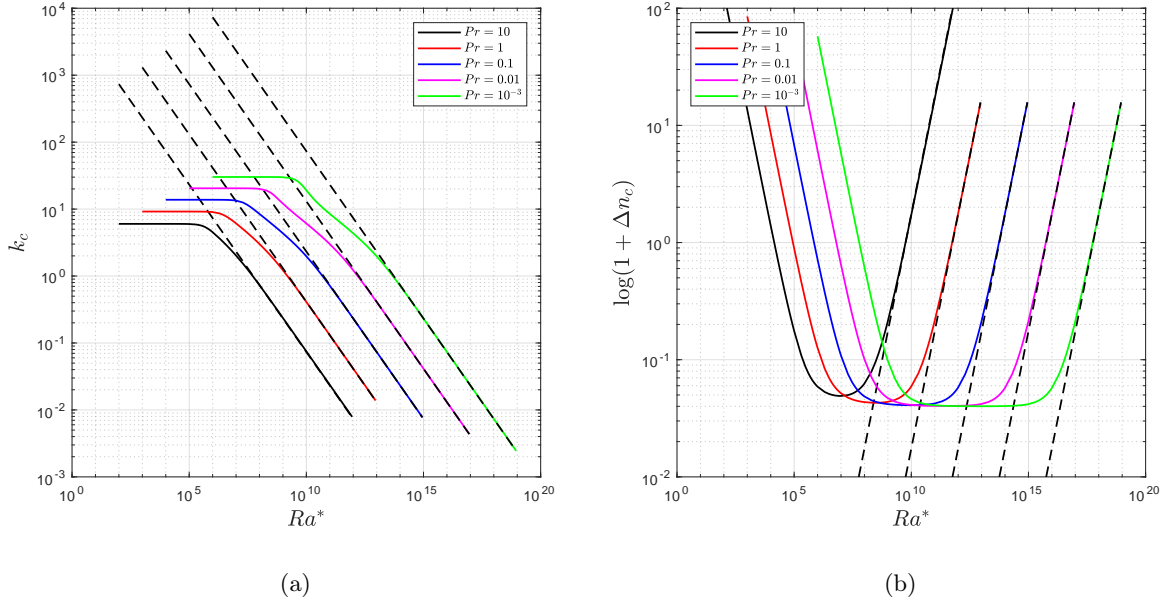 10^4
10^3
10^2
10^1
10^0
10^-1
10^-2
10^-3
k_c
10^0
10^5
10^10
10^15
10^20
Ra*
Pr = 10
Pr = 1
Pr = 0.1
Pr = 0.01
Pr = 10^-3
(a)
10^2
10^1
10^0
10^-1
10^-2
log(1 + Δn_c)
10^0
10^5
10^10
10^15
10^20
Ra*
Pr = 10
Pr = 1
Pr = 0.1
Pr = 0.01
Pr = 10^-3
(b)